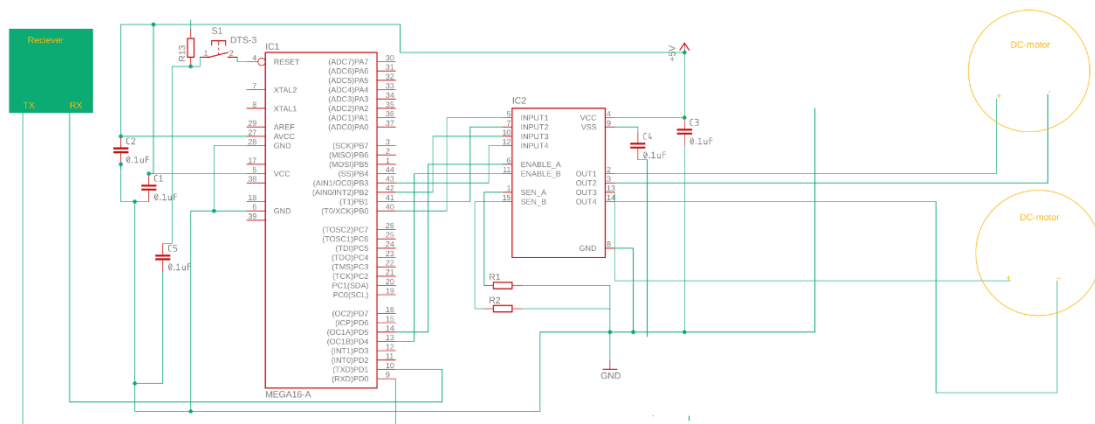 Reciever
TX RX
R13
S1
DTS-3
1 2
C2
0.1uF
C1
0.1uF
C5
0.1uF
IC1
4 RESET
7 XTAL2
8 XTAL1
29 AREF
27 AVCC
28 GND
17
5 VCC
38
18
6 GND
39
(ADC7)PA7 30
(ADC6)PA6 31
(ADC5)PA5 32
(ADC4)PA4 33
(ADC3)PA3 34
(ADC2)PA2 35
(ADC1)PA1 36
(ADC0)PA0 37
(SCK)PB7 3
(MISO)PB6 2
(MOSI)PB5 1
(SS)PB4 44
(AIN1/OC0)PB3 43
(AIN0/INT2)PB2 42
(T1)PB1 41
(T0/XCK)PB0 40
(TOSC2)PC7 26
(TOSC1)PC6 25
(TDI)PC5 24
(TDO)PC4 23
(TMS)PC3 22
(TCK)PC2 21
PC1(SDA) 20
PC0(SCL) 19
(OC2)PD7 16
(ICP)PD6 15
(OC1A)PD5 14
(OC1B)PD4 13
(INT1)PD3 12
(INT0)PD2 11
(TXD)PD1 10
(RXD)PD0 9
MEGA16-A
IC2
5 INPUT1
7 INPUT2
10 INPUT3
12 INPUT4
6 ENABLE_A
11 ENABLE_B
1 SEN_A
15 SEN_B
VCC 4
VSS 9
OUT1 2
OUT2 3
OUT3 13
OUT4 14
GND 8
R1
R2
+5V
C4
0.1uF
C3
0.1uF
GND
DC-motor
+ -
DC-motor
+ -